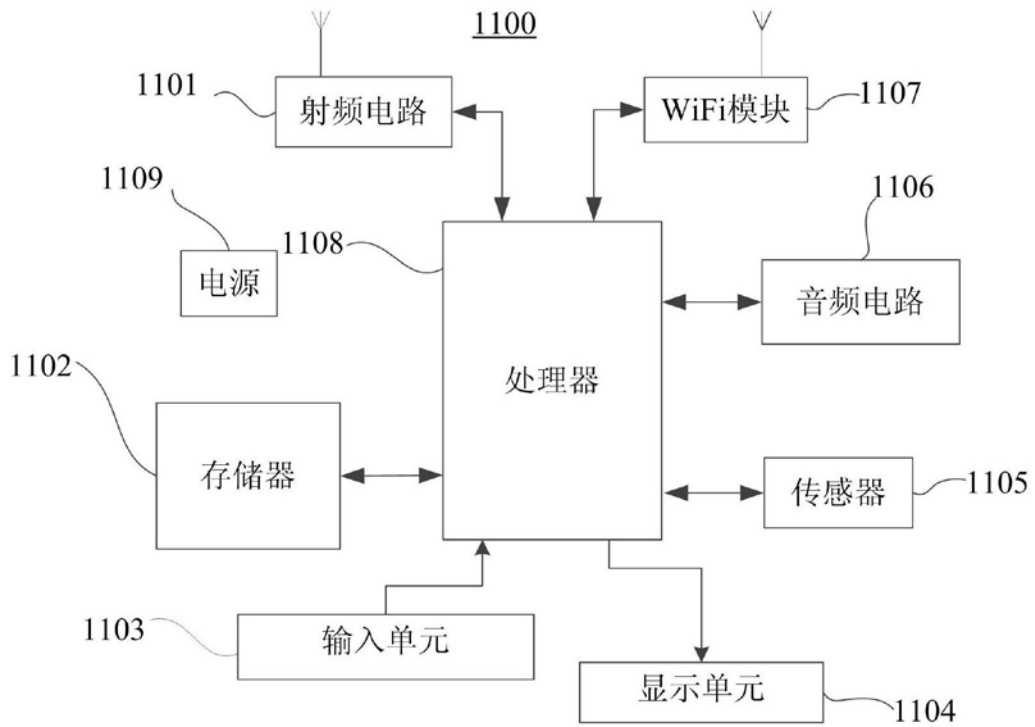 1100
1101
射频电路
WiFi模块
1107
1109
电源
1108
1106
音频电路
1102
存储器
处理器
传感器
1105
1103
输入单元
显示单元
1104